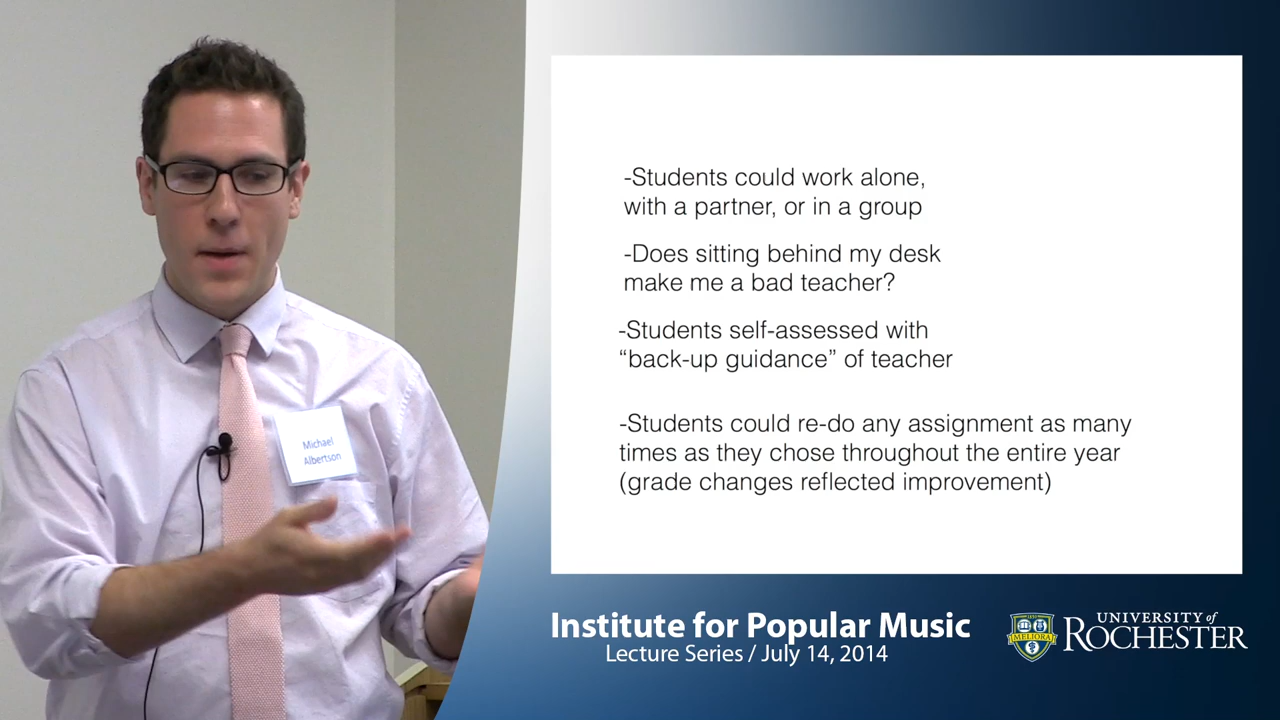 -Students could work alone,
with a partner, or in a group
-Does sitting behind my desk
make me a bad teacher?
-Students self-assessed with
“back-up guidance” of teacher
-Students could re-do any assignment as many
times as they chose throughout the entire year
(grade changes reflected improvement)
Michael
Albertson
Institute for Popular Music
Lecture Series / July 14, 2014
MELIORA
UNIVERSITY of
ROCHESTER